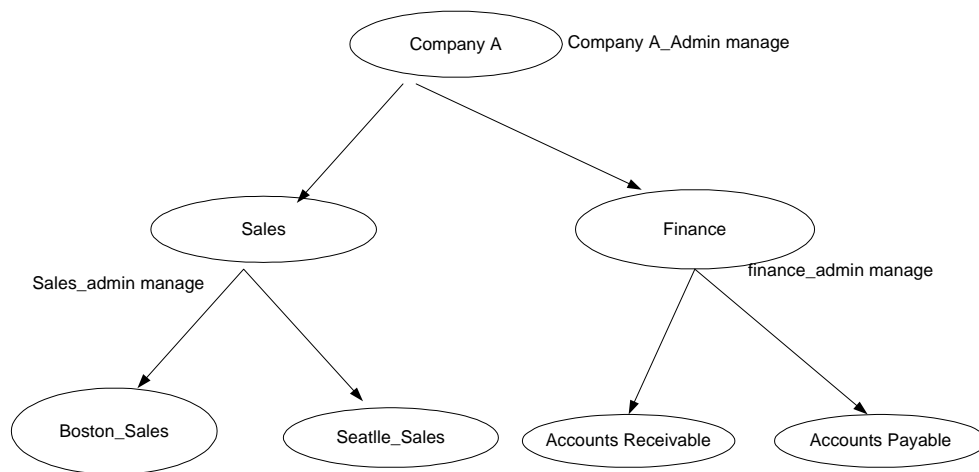 Company A
Company A_Admin manage
Sales
Finance
Sales_admin manage
finance_admin manage
Boston_Sales
Seatlle_Sales
Accounts Receivable
Accounts Payable